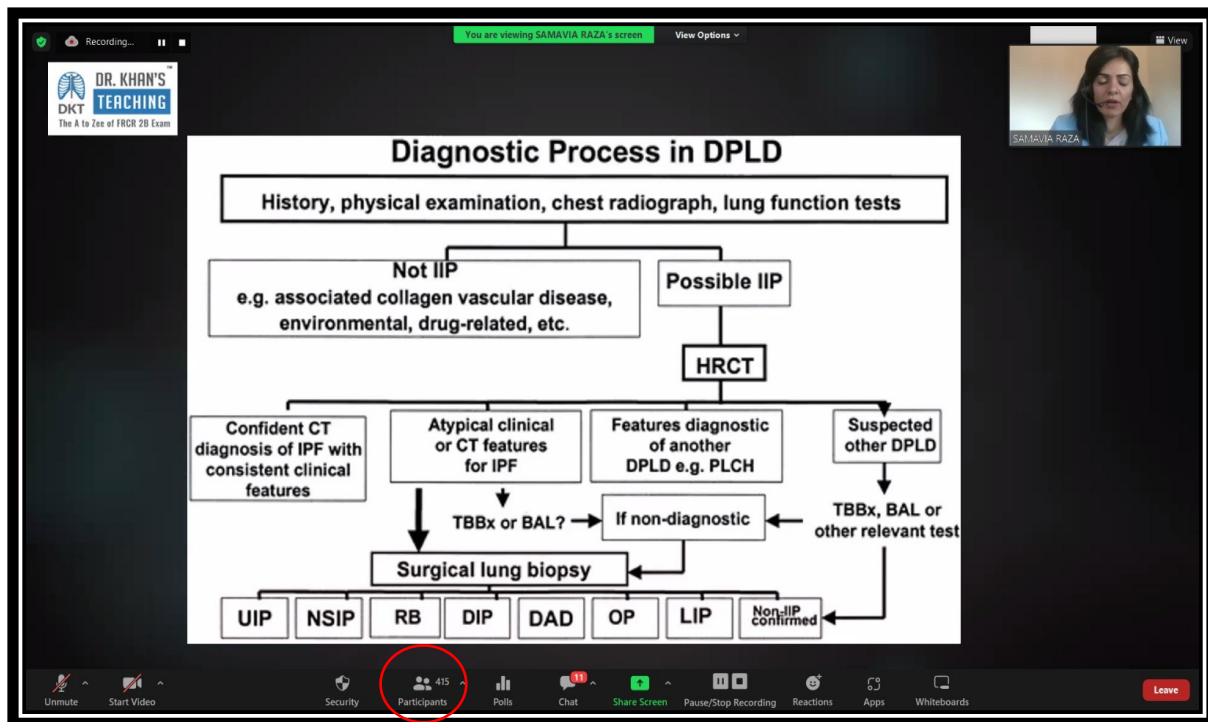 Recording...
You are viewing SAMAVIA RAZA's screen
View Options
View
DKT
DR. KHAN'S
TEACHING
TM
The A to Zee of FRCR 2B Exam
SAMAVIA RAZA
Diagnostic Process in DPLD
History, physical examination, chest radiograph, lung function tests
Not IIP
e.g. associated collagen vascular disease,
environmental, drug-related, etc.
Possible IIP
HRCT
Confident CT
diagnosis of IPF with
consistent clinical
features
Atypical clinical
or CT features
for IPF
Features diagnostic
of another
DPLD e.g. PLCH
Suspected
other DPLD
TBBx or BAL?
If non-diagnostic
TBBx, BAL or
other relevant test
Surgical lung biopsy
UIP
NSIP
RB
DIP
DAD
OP
LIP
Non-IIP
confirmed
Unmute
Start Video
Security
415
Participants
Polls
11
Chat
Share Screen
Pause/Stop Recording
Reactions
Apps
Whiteboards
Leave